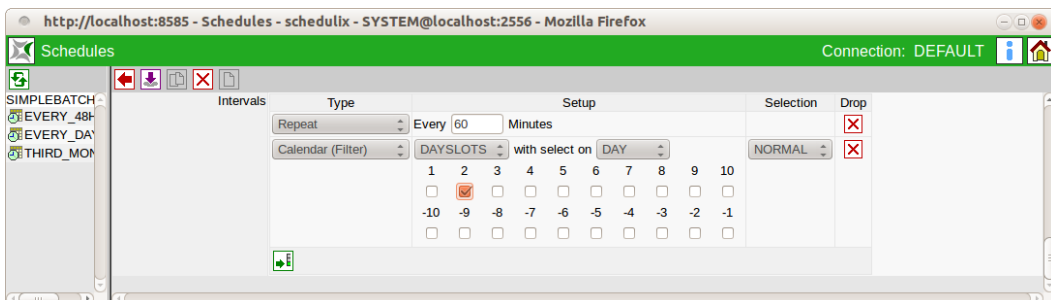 http://localhost:8585 - Schedules - schedulix - SYSTEM@localhost:2556 - Mozilla Firefox
Schedules Connection: DEFAULT
SIMPLEBATCH
EVERY_48H
EVERY_DAY
THIRD_MON
Intervals Type Setup Selection Drop
Repeat Every 60 Minutes
Calendar (Filter) DAYSLOTS with select on DAY NORMAL
1 2 3 4 5 6 7 8 9 10
-10 -9 -8 -7 -6 -5 -4 -3 -2 -1